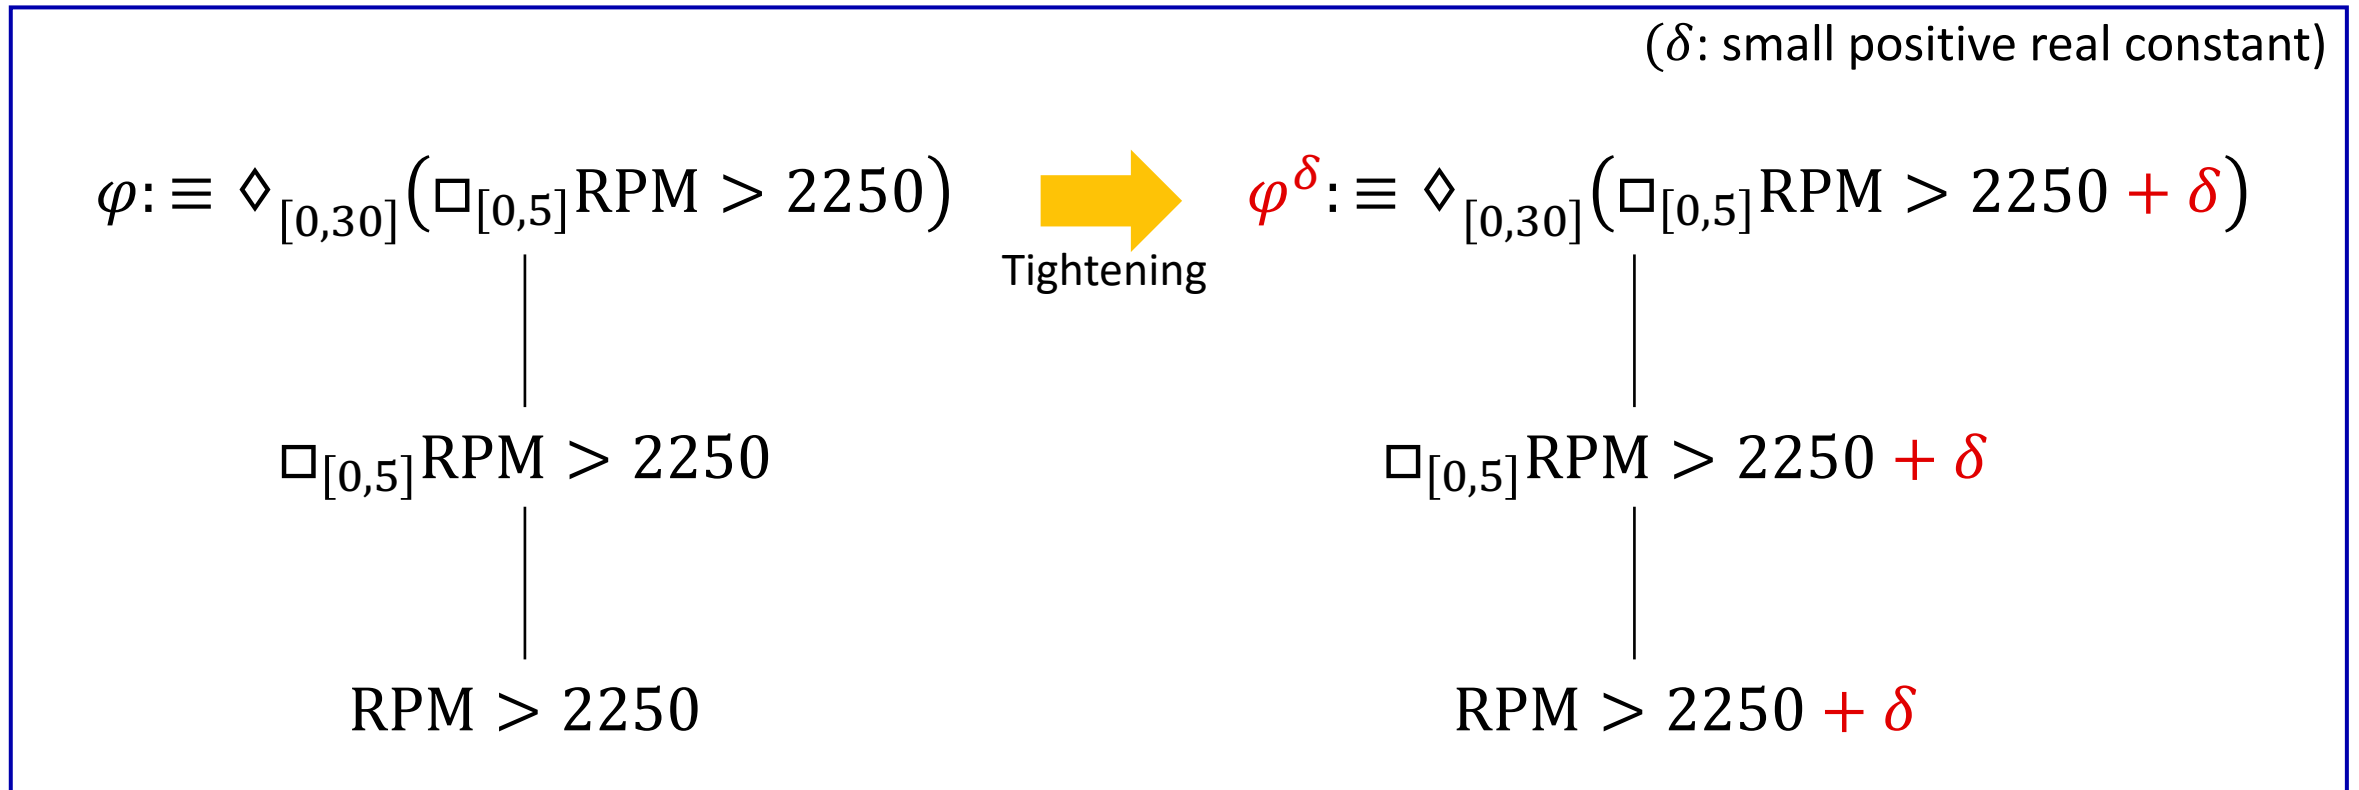 (𝛿: small positive real constant)
𝜑: ≡ ◊[0,30](□[0,5]RPM > 2250)
Tightening
𝜑^𝛿: ≡ ◊[0,30](□[0,5]RPM > 2250 + 𝛿)
□[0,5]RPM > 2250
□[0,5]RPM > 2250 + 𝛿
RPM > 2250
RPM > 2250 + 𝛿